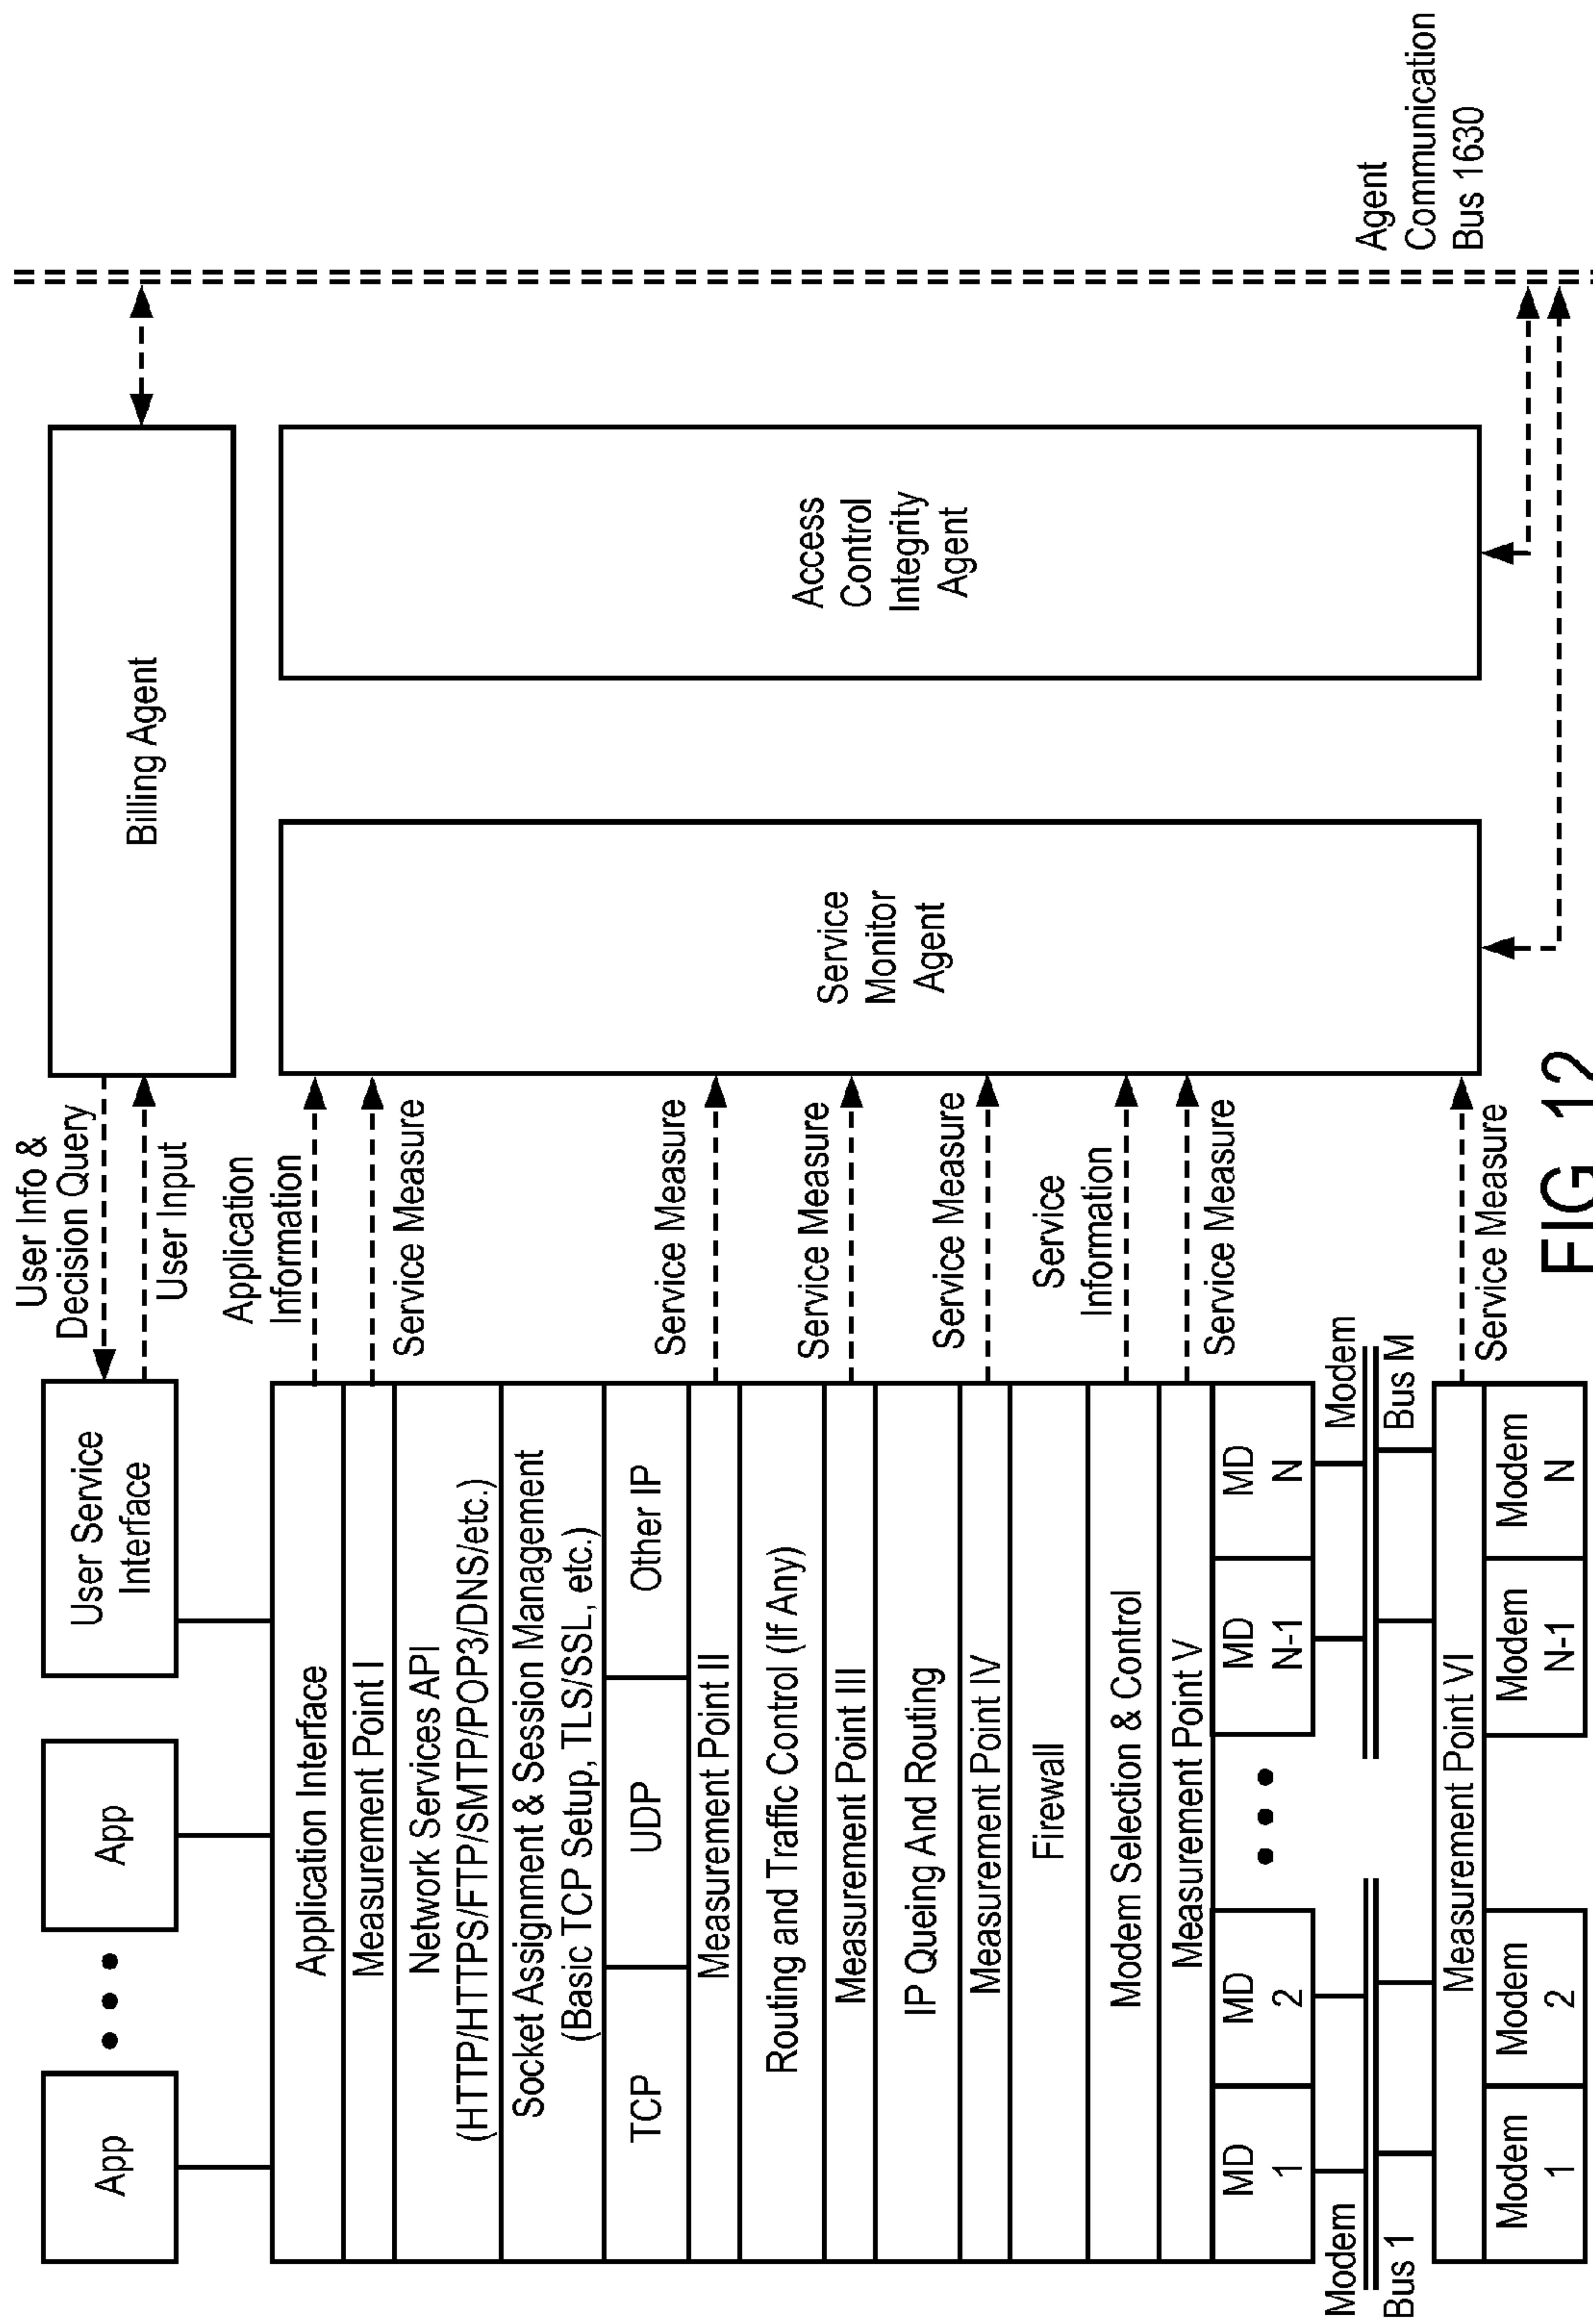 App
App
User Service
Interface
User Info &
Decision Query
User Input
Billing Agent
Application Interface
Measurement Point I
Network Services API
(HTTP/HTTPS/FTP/SMTP/POP3/DNS/etc.)
Socket Assignment & Session Management
(Basic TCP Setup, TLS/SSL, etc.)
TCP
UDP
Other IP
Measurement Point II
Routing and Traffic Control (If Any)
Measurement Point III
IP Queing And Routing
Measurement Point IV
Firewall
Modem Selection & Control
Measurement Point V
MD
1
MD
2
MD
N-1
MD
N
Modem
Bus 1
Modem
Bus M
Measurement Point VI
Modem
1
Modem
2
Modem
N-1
Modem
N
Application
Information
Service Measure
Service Measure
Service Measure
Service Measure
Service
Information
Service Measure
Service Measure
Service
Monitor
Agent
Access
Control
Integrity
Agent
Agent
Communication
Bus 1630
FIG 12